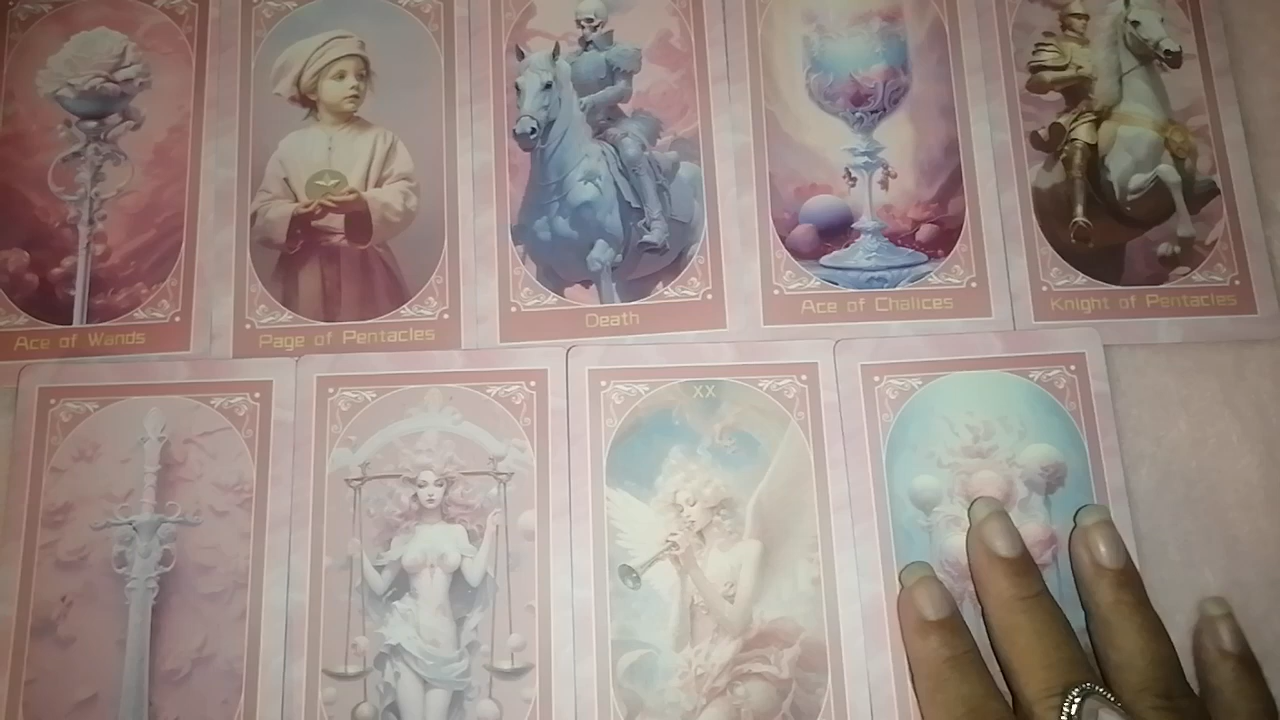 Ace of Wands
Page of Pentacles
Death
Ace of Chalices
Knight of Pentacles
XX